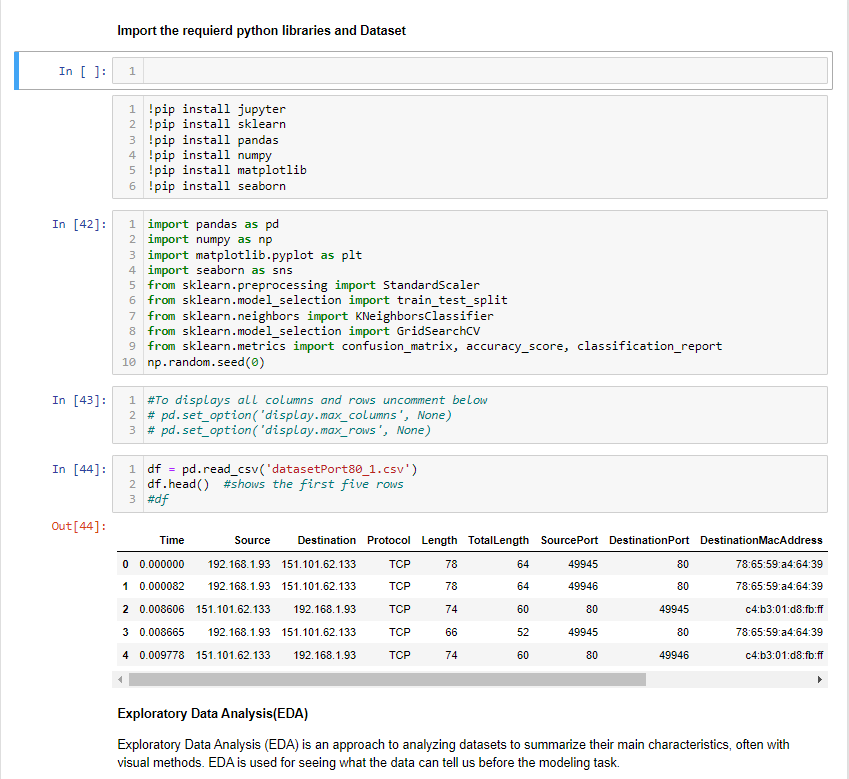 Import the requierd python libraries and Dataset
In [ ]:
1
1 !pip install jupyter
2 !pip install sklearn
3 !pip install pandas
4 !pip install numpy
5 !pip install matplotlib
6 !pip install seaborn
In [42]:
1 import pandas as pd
2 import numpy as np
3 import matplotlib.pyplot as plt
4 import seaborn as sns
5 from sklearn.preprocessing import StandardScaler
6 from sklearn.model_selection import train_test_split
7 from sklearn.neighbors import KNeighborsClassifier
8 from sklearn.model_selection import GridSearchCV
9 from sklearn.metrics import confusion_matrix, accuracy_score, classification_report
10 np.random.seed(0)
In [43]:
1 #To displays all columns and rows uncomment below
2 # pd.set_option('display.max_columns', None)
3 # pd.set_option('display.max_rows', None)
In [44]:
1 df = pd.read_csv('datasetPort80_1.csv')
2 df.head()  #shows the first five rows
3 #df
Out[44]:
Time Source Destination Protocol Length TotalLength SourcePort DestinationPort DestinationMacAddress
0 0.000000 192.168.1.93 151.101.62.133 TCP 78 64 49945 80 78:65:59:a4:64:39
1 0.000082 192.168.1.93 151.101.62.133 TCP 78 64 49946 80 78:65:59:a4:64:39
2 0.008606 151.101.62.133 192.168.1.93 TCP 74 60 80 49945 c4:b3:01:d8:fb:ff
3 0.008665 192.168.1.93 151.101.62.133 TCP 66 52 49945 80 78:65:59:a4:64:39
4 0.009778 151.101.62.133 192.168.1.93 TCP 74 60 80 49946 c4:b3:01:d8:fb:ff
Exploratory Data Analysis(EDA)
Exploratory Data Analysis (EDA) is an approach to analyzing datasets to summarize their main characteristics, often with
visual methods. EDA is used for seeing what the data can tell us before the modeling task.